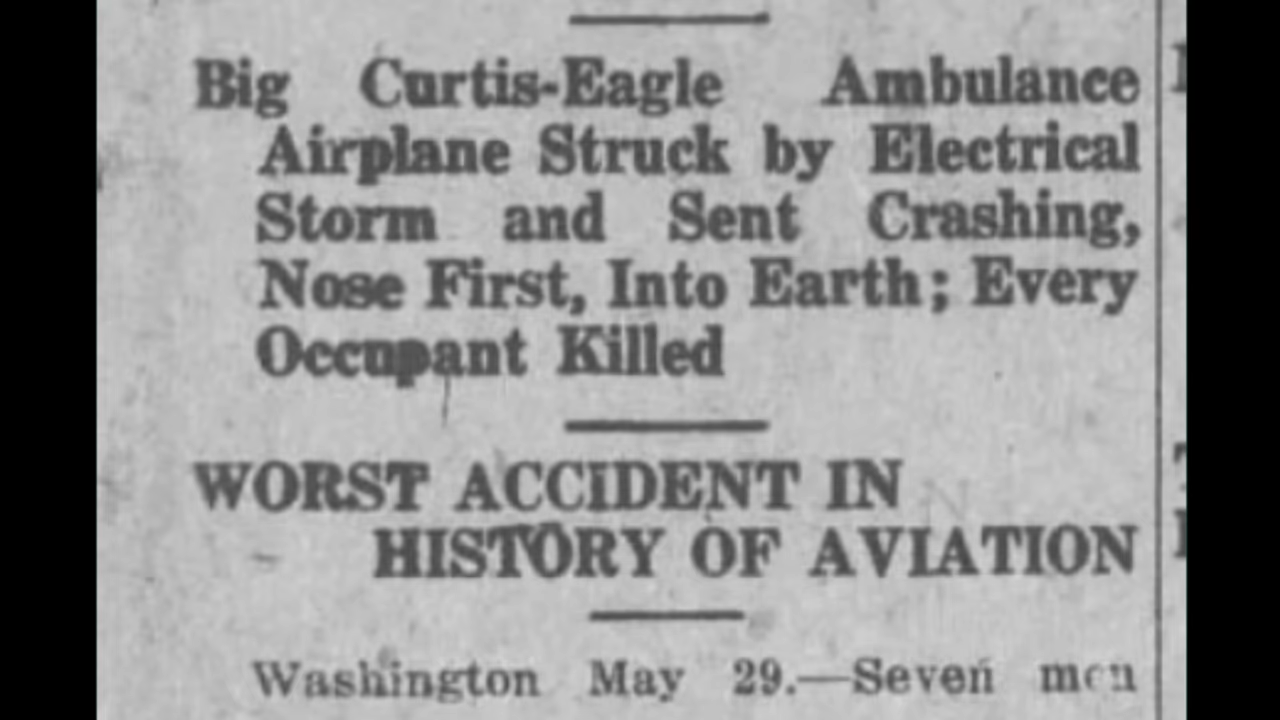 Big Curtis-Eagle Ambulance
Airplane Struck by Electrical
Storm and Sent Crashing,
Nose First, Into Earth; Every
Occupant Killed
WORST ACCIDENT IN
HISTORY OF AVIATION
Washington May 29.—Seven men